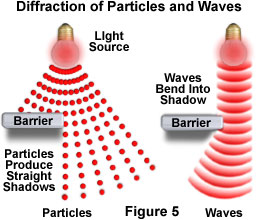 Diffraction of Particles and Waves
LIght
Source
Waves
Bend Into
Shadow
Barrier
Barrier
Particles
Produce
Straight
Shadows
Particles
Figure 5
Waves